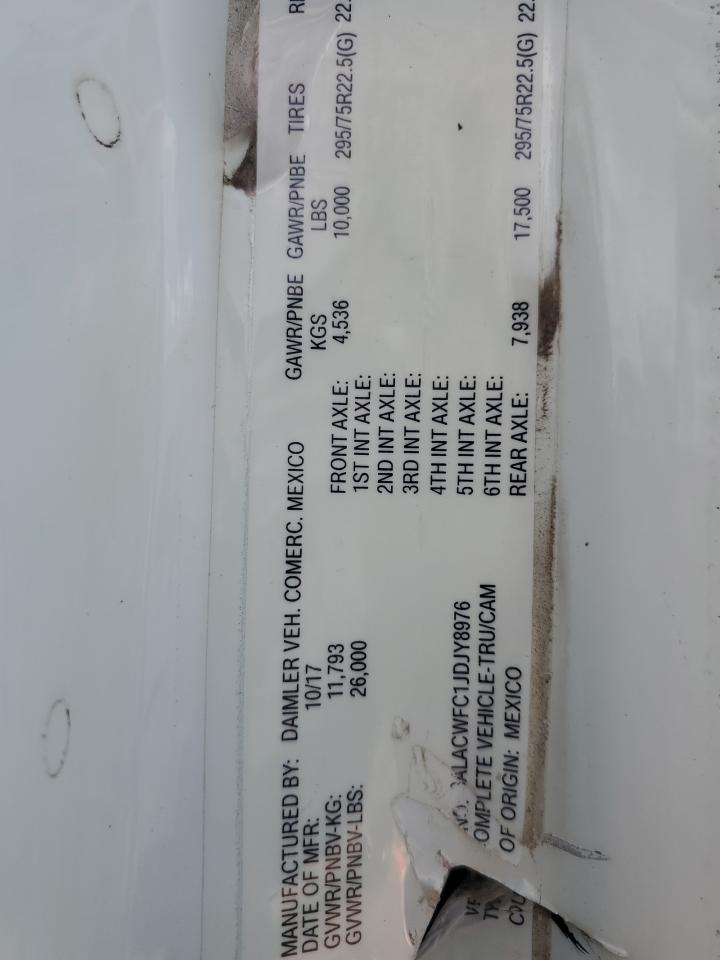 MANUFACTURED BY: DAIMLER VEH. COMERC. MEXICO
DATE OF MFR: 10/17
GVWR/PNBV-KG: 11,793
GVWR/PNBV-LBS: 26,000
GAWR/PNBE GAWR/PNBE TIRES
KGS LBS
FRONT AXLE: 4,536 10,000 295/75R22.5(G) 22.
1ST INT AXLE:
2ND INT AXLE:
3RD INT AXLE:
4TH INT AXLE:
5TH INT AXLE:
6TH INT AXLE:
REAR AXLE: 7,938 17,500 295/75R22.5(G) 22.
NO. ALACWFC1JDJY8976
OMPLETE VEHICLE-TRU/CAM
OF ORIGIN: MEXICO